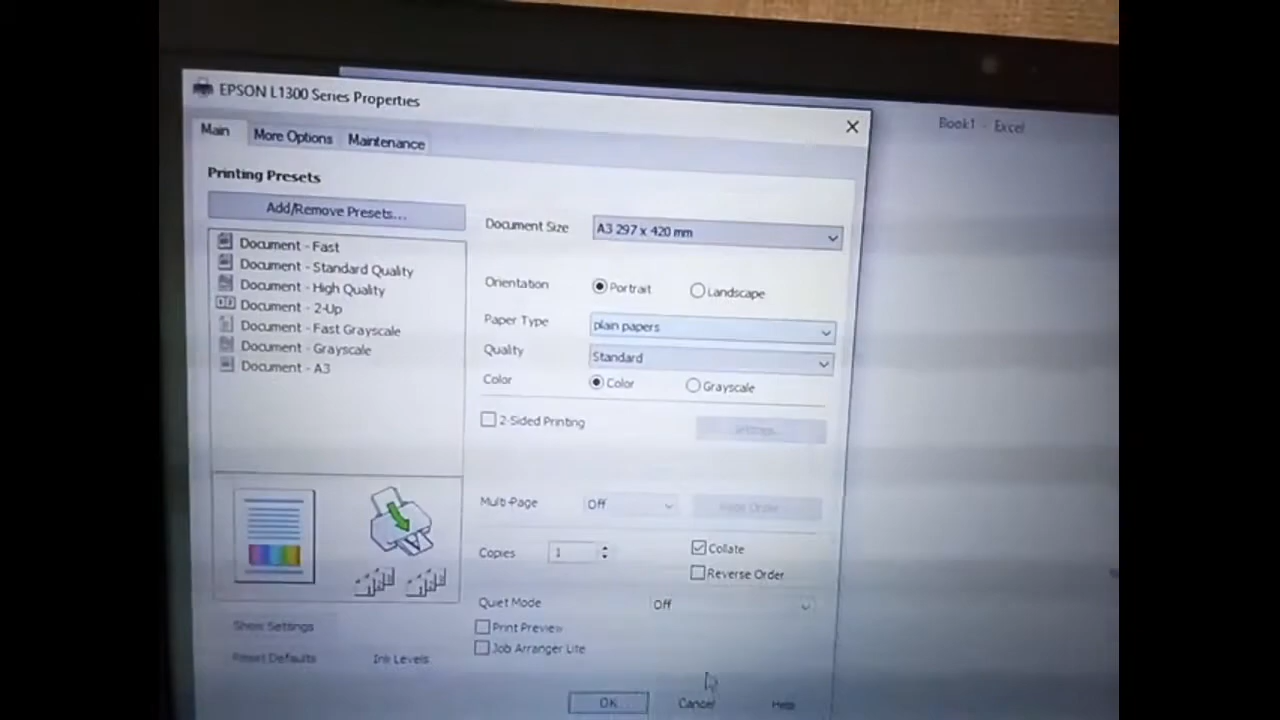 EPSON L1300 Series Properties
Book1 - Excel
Main
More Options
Maintenance
Printing Presets
Add/Remove Presets...
Document - Fast
Document - Standard Quality
Document - High Quality
Document - 2-Up
Document - Fast Grayscale
Document - Grayscale
Document - A3
Document Size
A3 297 x 420 mm
Orientation
Portrait
Landscape
Paper Type
plain papers
Quality
Standard
Color
Color
Grayscale
2-Sided Printing
Settings...
Multi-Page
Off
Page Order...
Copies
1
Collate
Reverse Order
Quiet Mode
Off
Print Preview
Job Arranger Lite
Show Settings
Reset Defaults
Ink Levels
OK
Cancel
Help